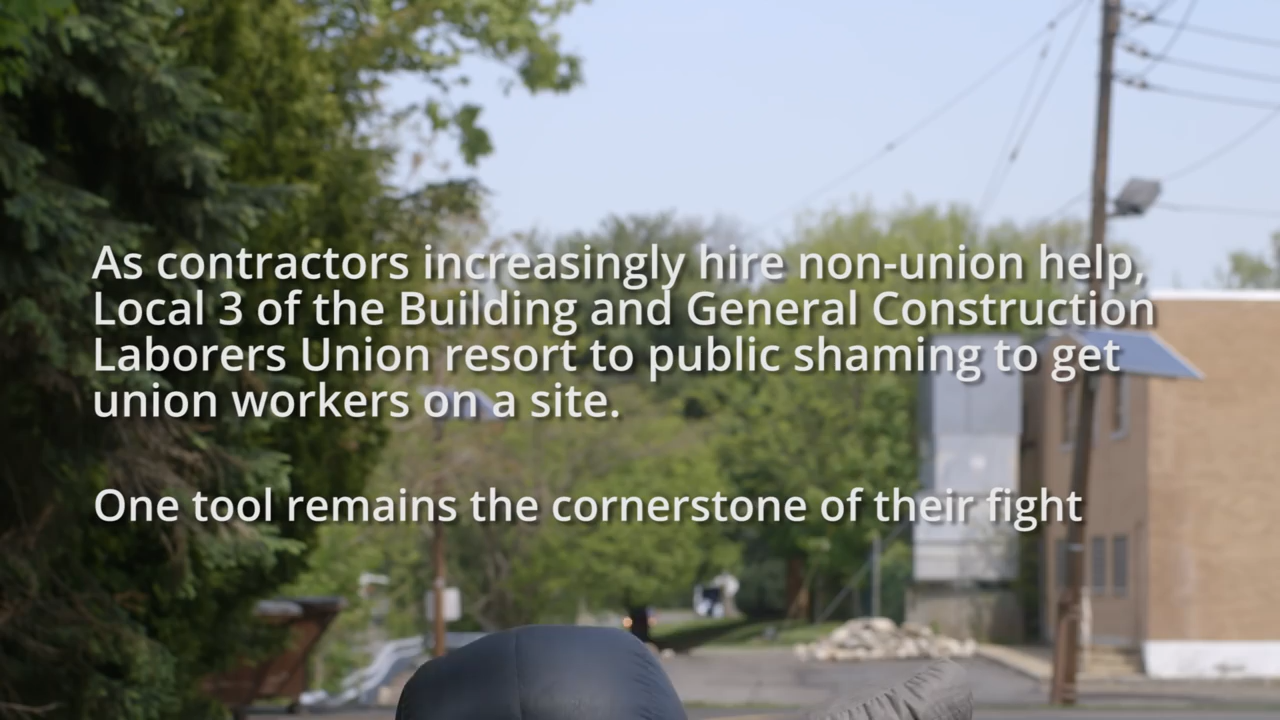 As contractors increasingly hire non-union help,
Local 3 of the Building and General Construction
Laborers Union resort to public shaming to get
union workers on a site.
One tool remains the cornerstone of their fight